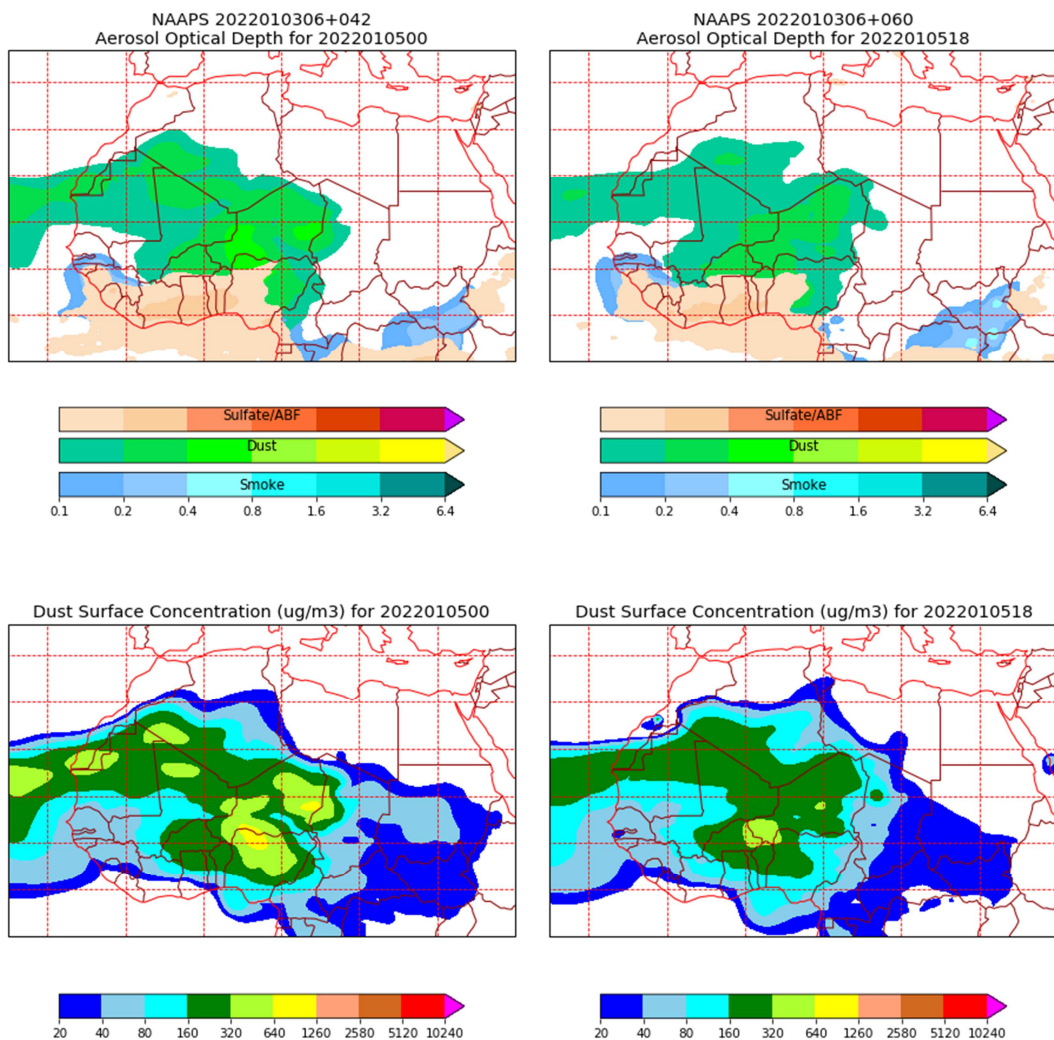 NAAPS 2022010306+042
Aerosol Optical Depth for 2022010500
NAAPS 2022010306+060
Aerosol Optical Depth for 2022010518
Sulfate/ABF
Dust
Smoke
0.1 0.2 0.4 0.8 1.6 3.2 6.4
Sulfate/ABF
Dust
Smoke
0.1 0.2 0.4 0.8 1.6 3.2 6.4
Dust Surface Concentration (ug/m3) for 2022010500
Dust Surface Concentration (ug/m3) for 2022010518
20 40 80 160 320 640 1260 2580 5120 10240
20 40 80 160 320 640 1260 2580 5120 10240